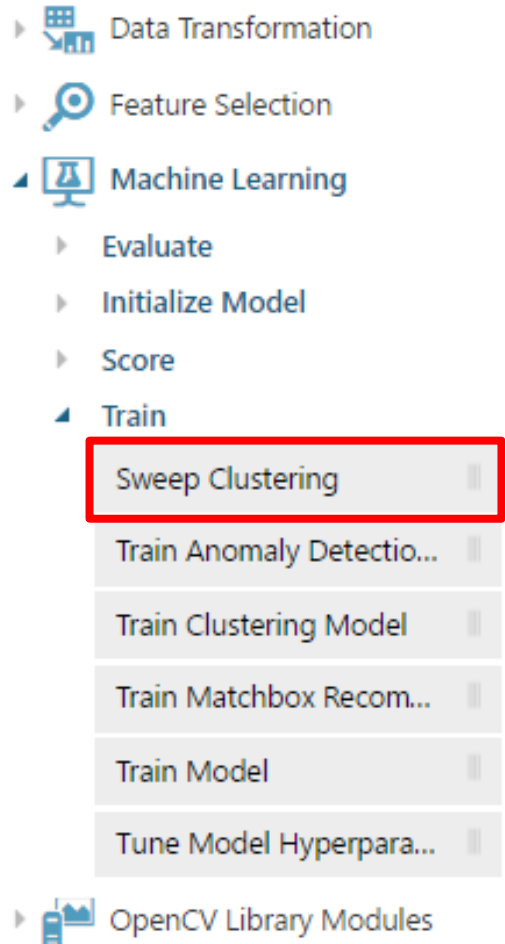 Data Transformation
Feature Selection
Machine Learning
Evaluate
Initialize Model
Score
Train
Sweep Clustering
Train Anomaly Detectio...
Train Clustering Model
Train Matchbox Recom...
Train Model
Tune Model Hyperpara...
OpenCV Library Modules